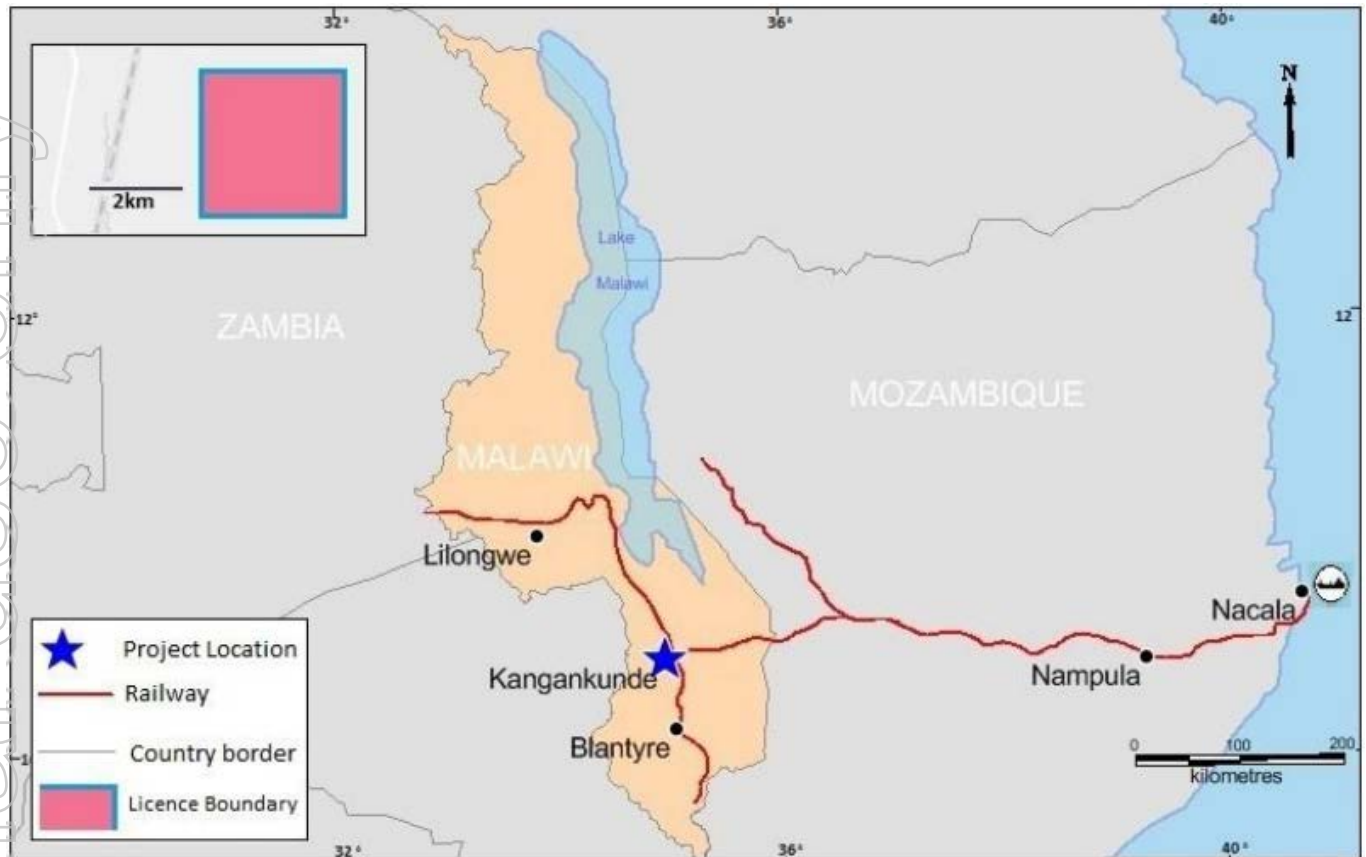 32°
36°
40°
N
2km
Lake
Malawi
12°
12
ZAMBIA
MOZAMBIQUE
MALAWI
Lilongwe
Nacala
Project Location
Kangankunde
Nampula
Railway
Blantyre
0 100 200
kilometres
Country border
Licence Boundary
32°
36°
40°